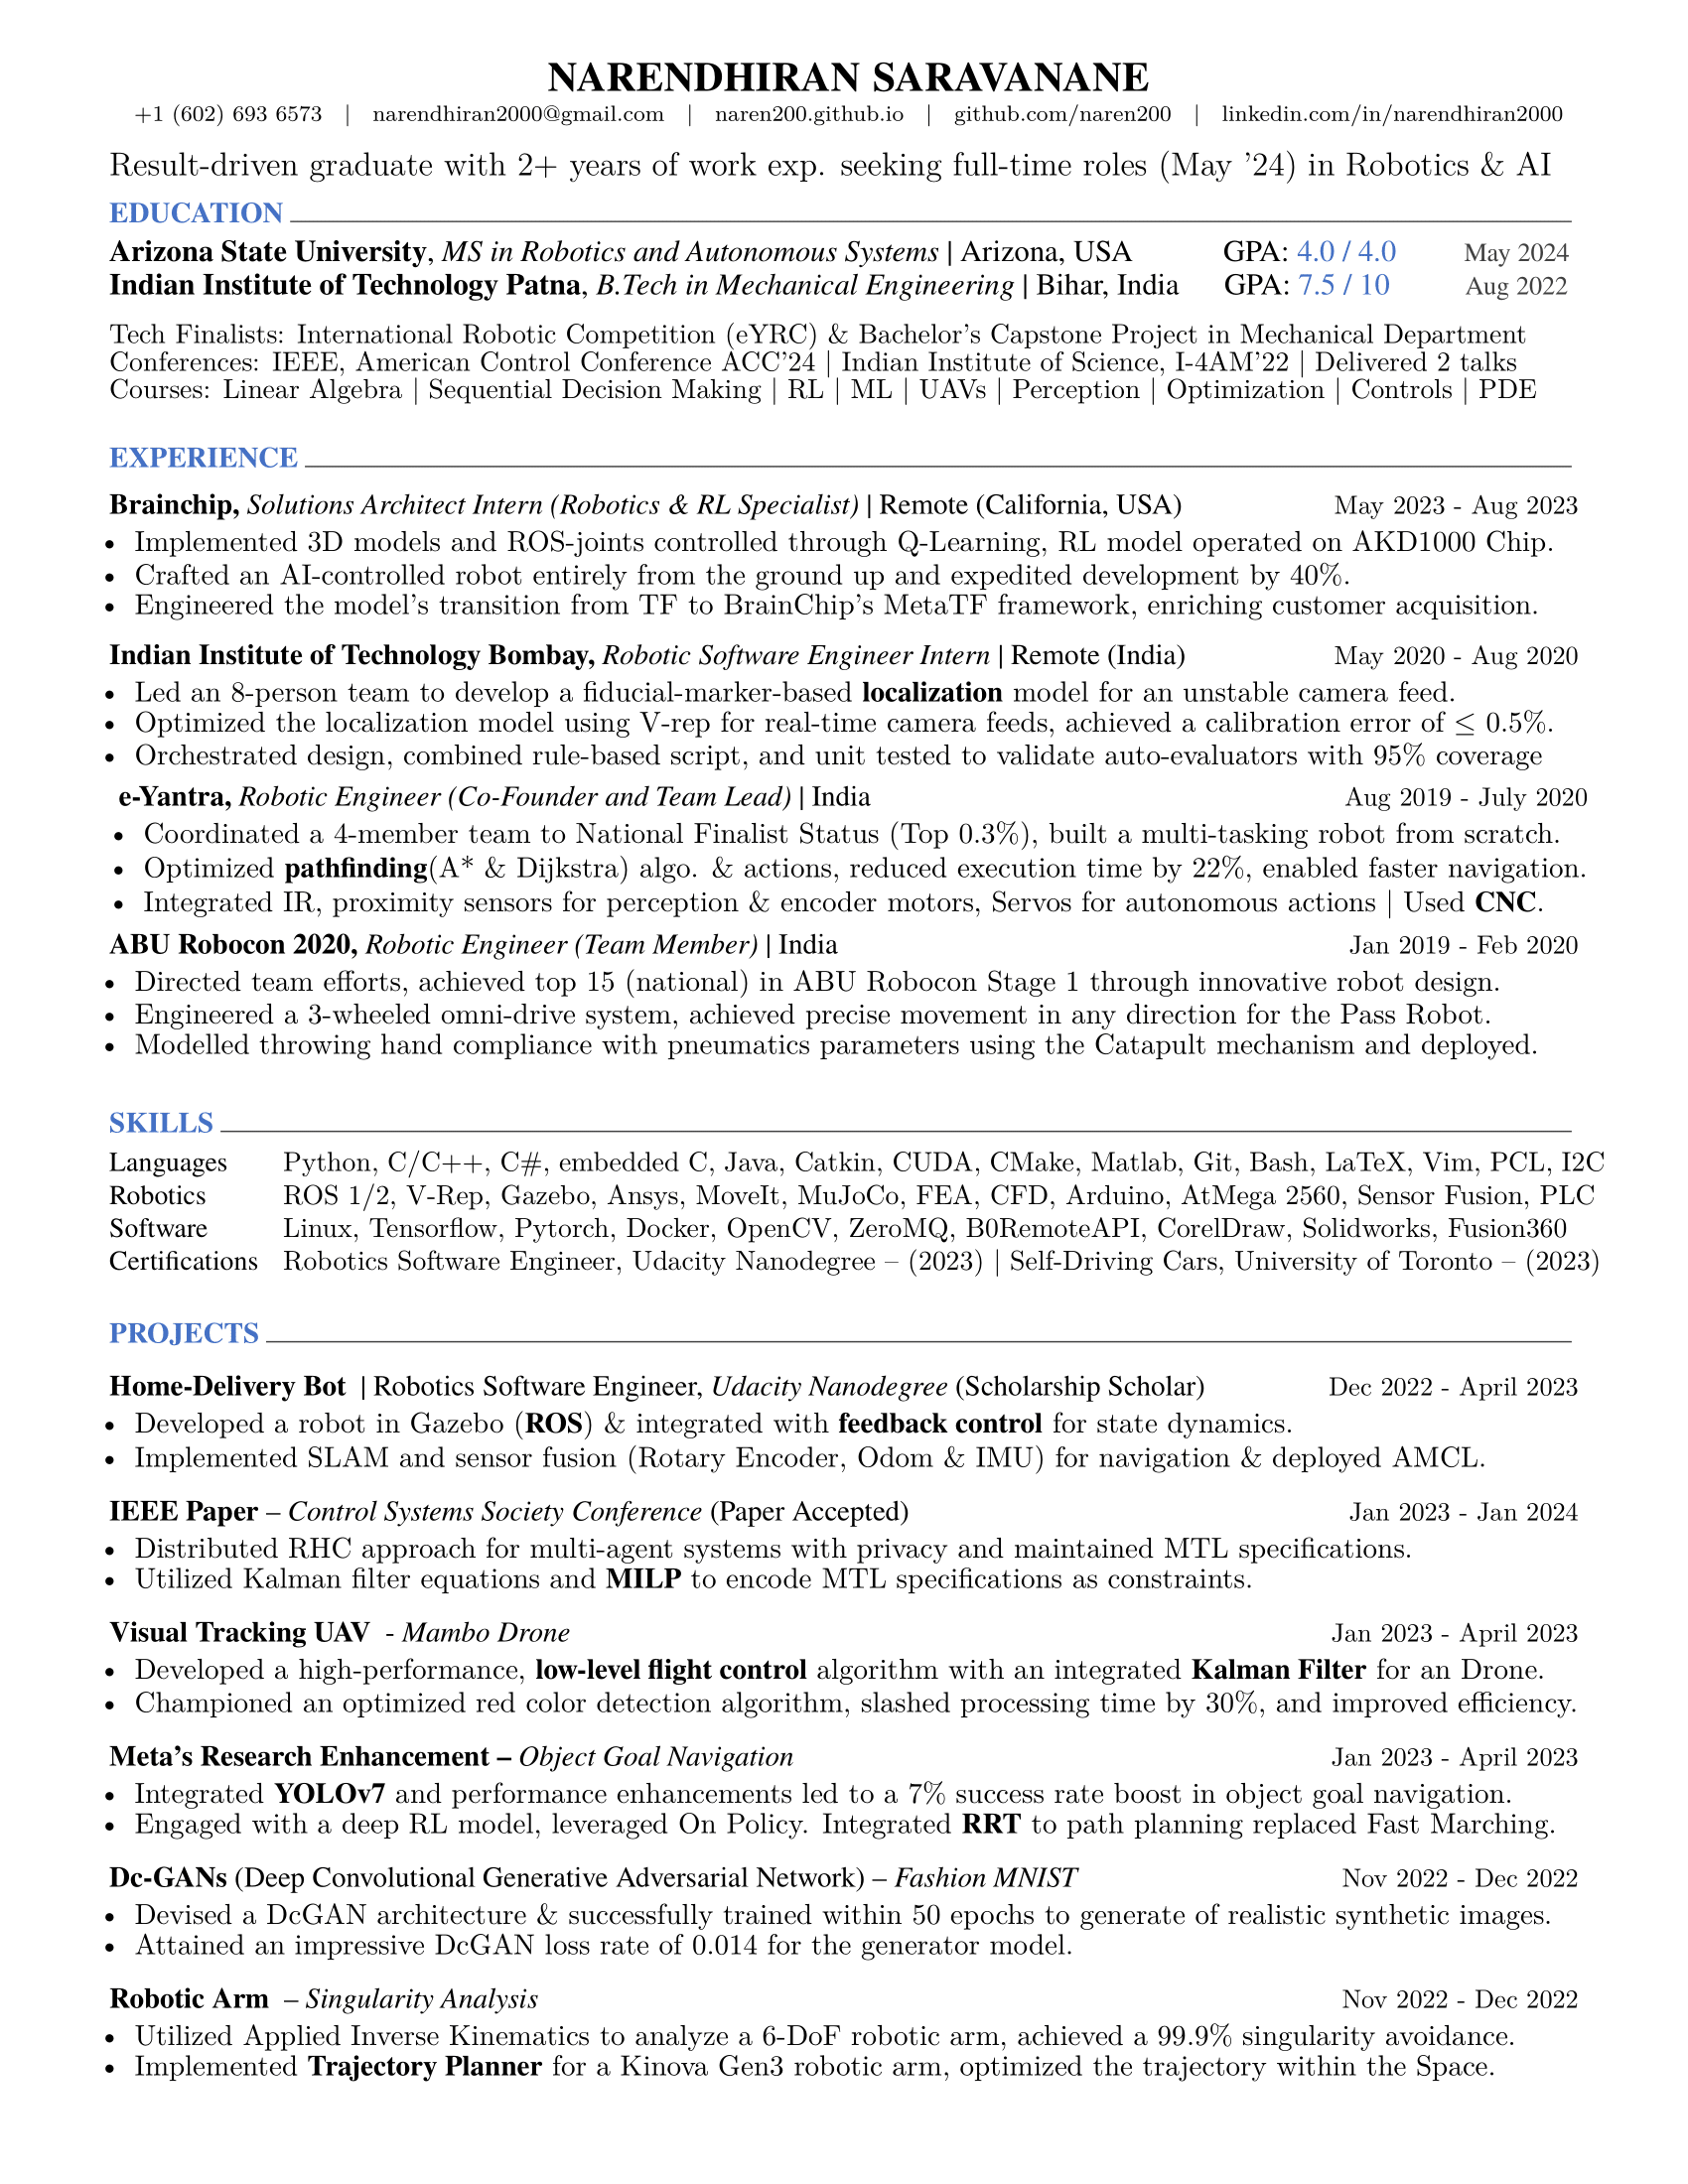 NARENDHIRAN SARAVANANE
+1 (602) 693 6573 | narendhiran2000@gmail.com | naren200.github.io | github.com/naren200 | linkedin.com/in/narendhiran2000
Result-driven graduate with 2+ years of work exp. seeking full-time roles (May '24) in Robotics & AI
EDUCATION
Arizona State University, MS in Robotics and Autonomous Systems | Arizona, USA GPA: 4.0 / 4.0 May 2024
Indian Institute of Technology Patna, B.Tech in Mechanical Engineering | Bihar, India GPA: 7.5 / 10 Aug 2022
Tech Finalists: International Robotic Competition (eYRC) & Bachelor's Capstone Project in Mechanical Department
Conferences: IEEE, American Control Conference ACC'24 | Indian Institute of Science, I-4AM'22 | Delivered 2 talks
Courses: Linear Algebra | Sequential Decision Making | RL | ML | UAVs | Perception | Optimization | Controls | PDE
EXPERIENCE
Brainchip, Solutions Architect Intern (Robotics & RL Specialist) | Remote (California, USA) May 2023 - Aug 2023
• Implemented 3D models and ROS-joints controlled through Q-Learning, RL model operated on AKD1000 Chip.
• Crafted an AI-controlled robot entirely from the ground up and expedited development by 40%.
• Engineered the model's transition from TF to BrainChip's MetaTF framework, enriching customer acquisition.
Indian Institute of Technology Bombay, Robotic Software Engineer Intern | Remote (India) May 2020 - Aug 2020
• Led an 8-person team to develop a fiducial-marker-based localization model for an unstable camera feed.
• Optimized the localization model using V-rep for real-time camera feeds, achieved a calibration error of ≤ 0.5%.
• Orchestrated design, combined rule-based script, and unit tested to validate auto-evaluators with 95% coverage
e-Yantra, Robotic Engineer (Co-Founder and Team Lead) | India Aug 2019 - July 2020
• Coordinated a 4-member team to National Finalist Status (Top 0.3%), built a multi-tasking robot from scratch.
• Optimized pathfinding(A* & Dijkstra) algo. & actions, reduced execution time by 22%, enabled faster navigation.
• Integrated IR, proximity sensors for perception & encoder motors, Servos for autonomous actions | Used CNC.
ABU Robocon 2020, Robotic Engineer (Team Member) | India Jan 2019 - Feb 2020
• Directed team efforts, achieved top 15 (national) in ABU Robocon Stage 1 through innovative robot design.
• Engineered a 3-wheeled omni-drive system, achieved precise movement in any direction for the Pass Robot.
• Modelled throwing hand compliance with pneumatics parameters using the Catapult mechanism and deployed.
SKILLS
Languages Python, C/C++, C#, embedded C, Java, Catkin, CUDA, CMake, Matlab, Git, Bash, LaTeX, Vim, PCL, I2C
Robotics ROS 1/2, V-Rep, Gazebo, Ansys, MoveIt, MuJoCo, FEA, CFD, Arduino, AtMega 2560, Sensor Fusion, PLC
Software Linux, Tensorflow, Pytorch, Docker, OpenCV, ZeroMQ, B0RemoteAPI, CorelDraw, Solidworks, Fusion360
Certifications Robotics Software Engineer, Udacity Nanodegree – (2023) | Self-Driving Cars, University of Toronto – (2023)
PROJECTS
Home-Delivery Bot | Robotics Software Engineer, Udacity Nanodegree (Scholarship Scholar) Dec 2022 - April 2023
• Developed a robot in Gazebo (ROS) & integrated with feedback control for state dynamics.
• Implemented SLAM and sensor fusion (Rotary Encoder, Odom & IMU) for navigation & deployed AMCL.
IEEE Paper – Control Systems Society Conference (Paper Accepted) Jan 2023 - Jan 2024
• Distributed RHC approach for multi-agent systems with privacy and maintained MTL specifications.
• Utilized Kalman filter equations and MILP to encode MTL specifications as constraints.
Visual Tracking UAV - Mambo Drone Jan 2023 - April 2023
• Developed a high-performance, low-level flight control algorithm with an integrated Kalman Filter for an Drone.
• Championed an optimized red color detection algorithm, slashed processing time by 30%, and improved efficiency.
Meta's Research Enhancement – Object Goal Navigation Jan 2023 - April 2023
• Integrated YOLOv7 and performance enhancements led to a 7% success rate boost in object goal navigation.
• Engaged with a deep RL model, leveraged On Policy. Integrated RRT to path planning replaced Fast Marching.
Dc-GANs (Deep Convolutional Generative Adversarial Network) – Fashion MNIST Nov 2022 - Dec 2022
• Devised a DcGAN architecture & successfully trained within 50 epochs to generate of realistic synthetic images.
• Attained an impressive DcGAN loss rate of 0.014 for the generator model.
Robotic Arm – Singularity Analysis Nov 2022 - Dec 2022
• Utilized Applied Inverse Kinematics to analyze a 6-DoF robotic arm, achieved a 99.9% singularity avoidance.
• Implemented Trajectory Planner for a Kinova Gen3 robotic arm, optimized the trajectory within the Space.